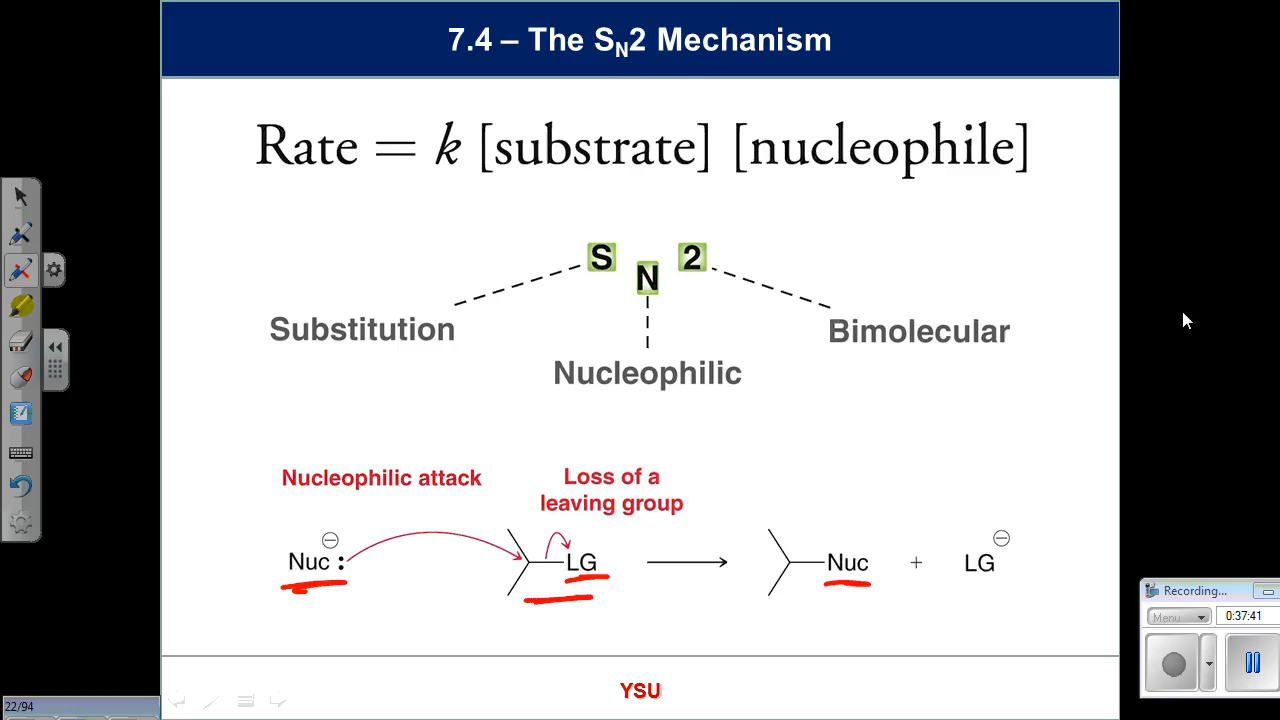 7.4 – The SN2 Mechanism
Rate = k [substrate] [nucleophile]
S N 2
Substitution
Bimolecular
Nucleophilic
Nucleophilic attack
Loss of a
leaving group
Nuc : LG Nuc + LG
YSU
22/94
Recording...
Menu
0:37:41